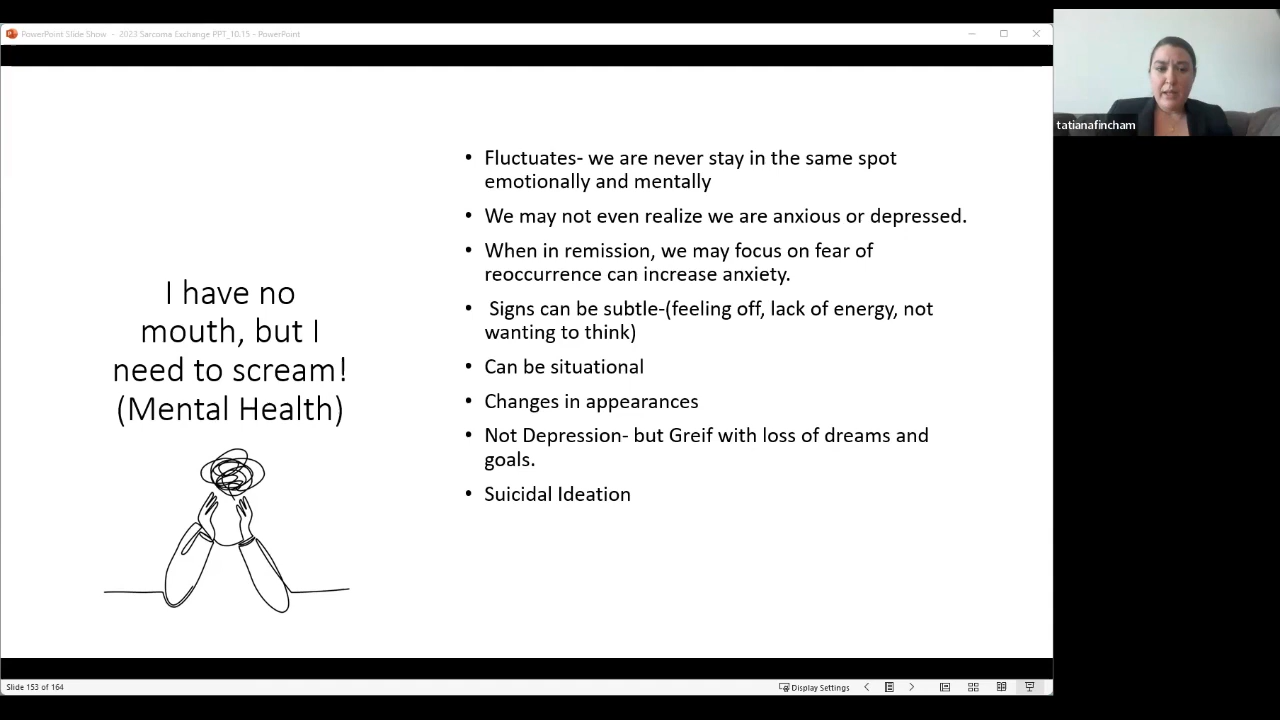 PowerPoint Slide Show - 2023 Sarcoma Exchange PPT_10.15 - PowerPoint
tatianafincham
I have no
mouth, but I
need to scream!
(Mental Health)
• Fluctuates- we are never stay in the same spot
emotionally and mentally
• We may not even realize we are anxious or depressed.
• When in remission, we may focus on fear of
reoccurrence can increase anxiety.
• Signs can be subtle-(feeling off, lack of energy, not
wanting to think)
• Can be situational
• Changes in appearances
• Not Depression- but Greif with loss of dreams and
goals.
• Suicidal Ideation
Slide 153 of 164
Display Settings